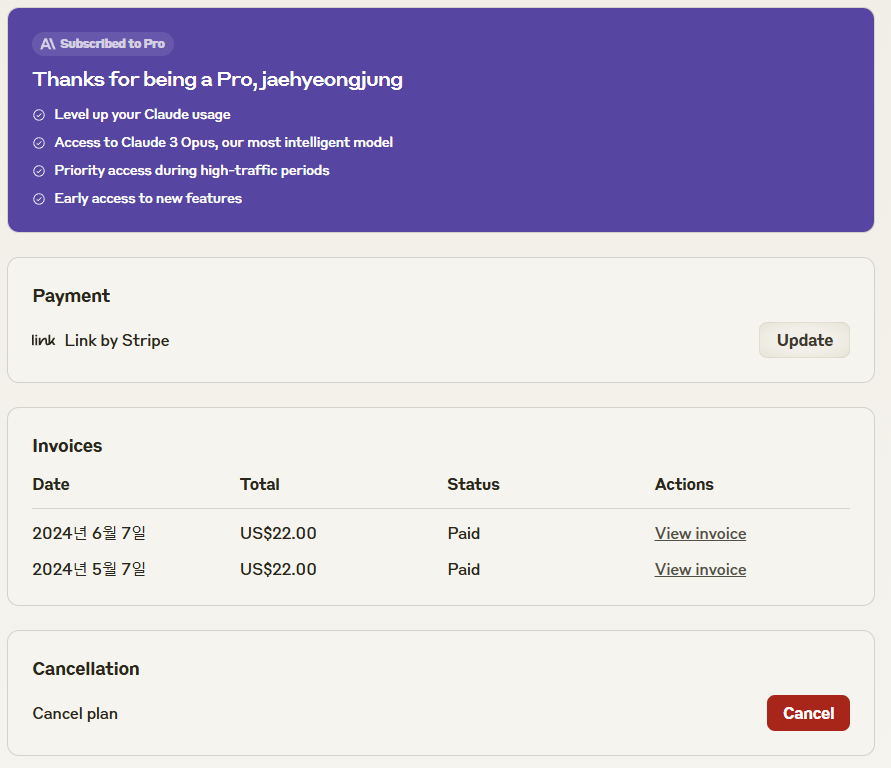 Subscribed to Pro
Thanks for being a Pro, jaehyeongjung
Level up your Claude usage
Access to Claude 3 Opus, our most intelligent model
Priority access during high-traffic periods
Early access to new features
Payment
link Link by Stripe Update
Invoices
Date Total Status Actions
2024년 6월 7일 US$22.00 Paid View invoice
2024년 5월 7일 US$22.00 Paid View invoice
Cancellation
Cancel plan Cancel